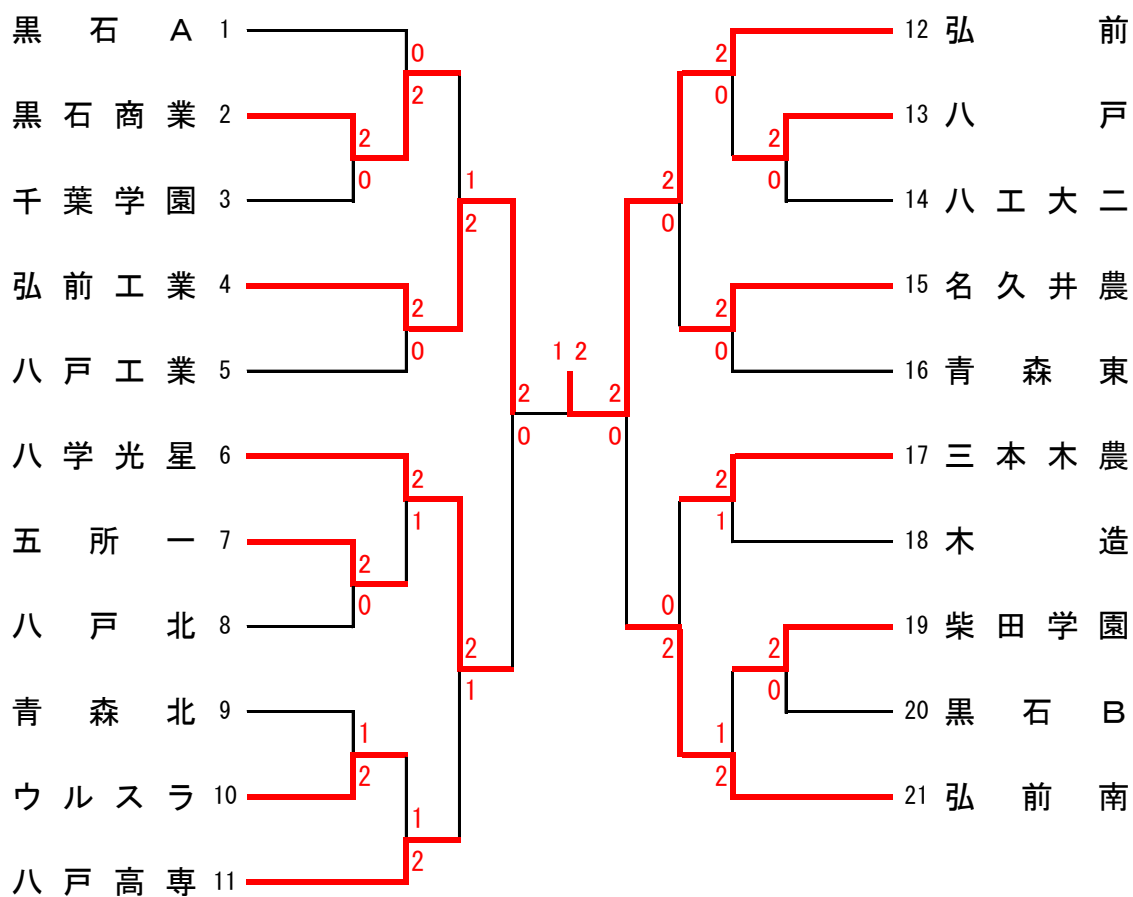 黒石A 1
0
2
黒石商業 2
2
0
千葉学園 3
1
2
弘前工業 4
2
0
八戸工業 5
2
0
八学光星 6
2
1
五所一 7
2
0
八戸北 8
2
1
青森北 9
1
2
ウルスラ 10
1
2
八戸高専 11
1 2
12 弘前
2
0
13 八戸
2
0
14 八工大二
2
0
15 名久井農
2
0
16 青森東
2
0
17 三本木農
2
1
18 木造
0
2
19 柴田学園
2
0
20 黒石B
1
2
21 弘前南